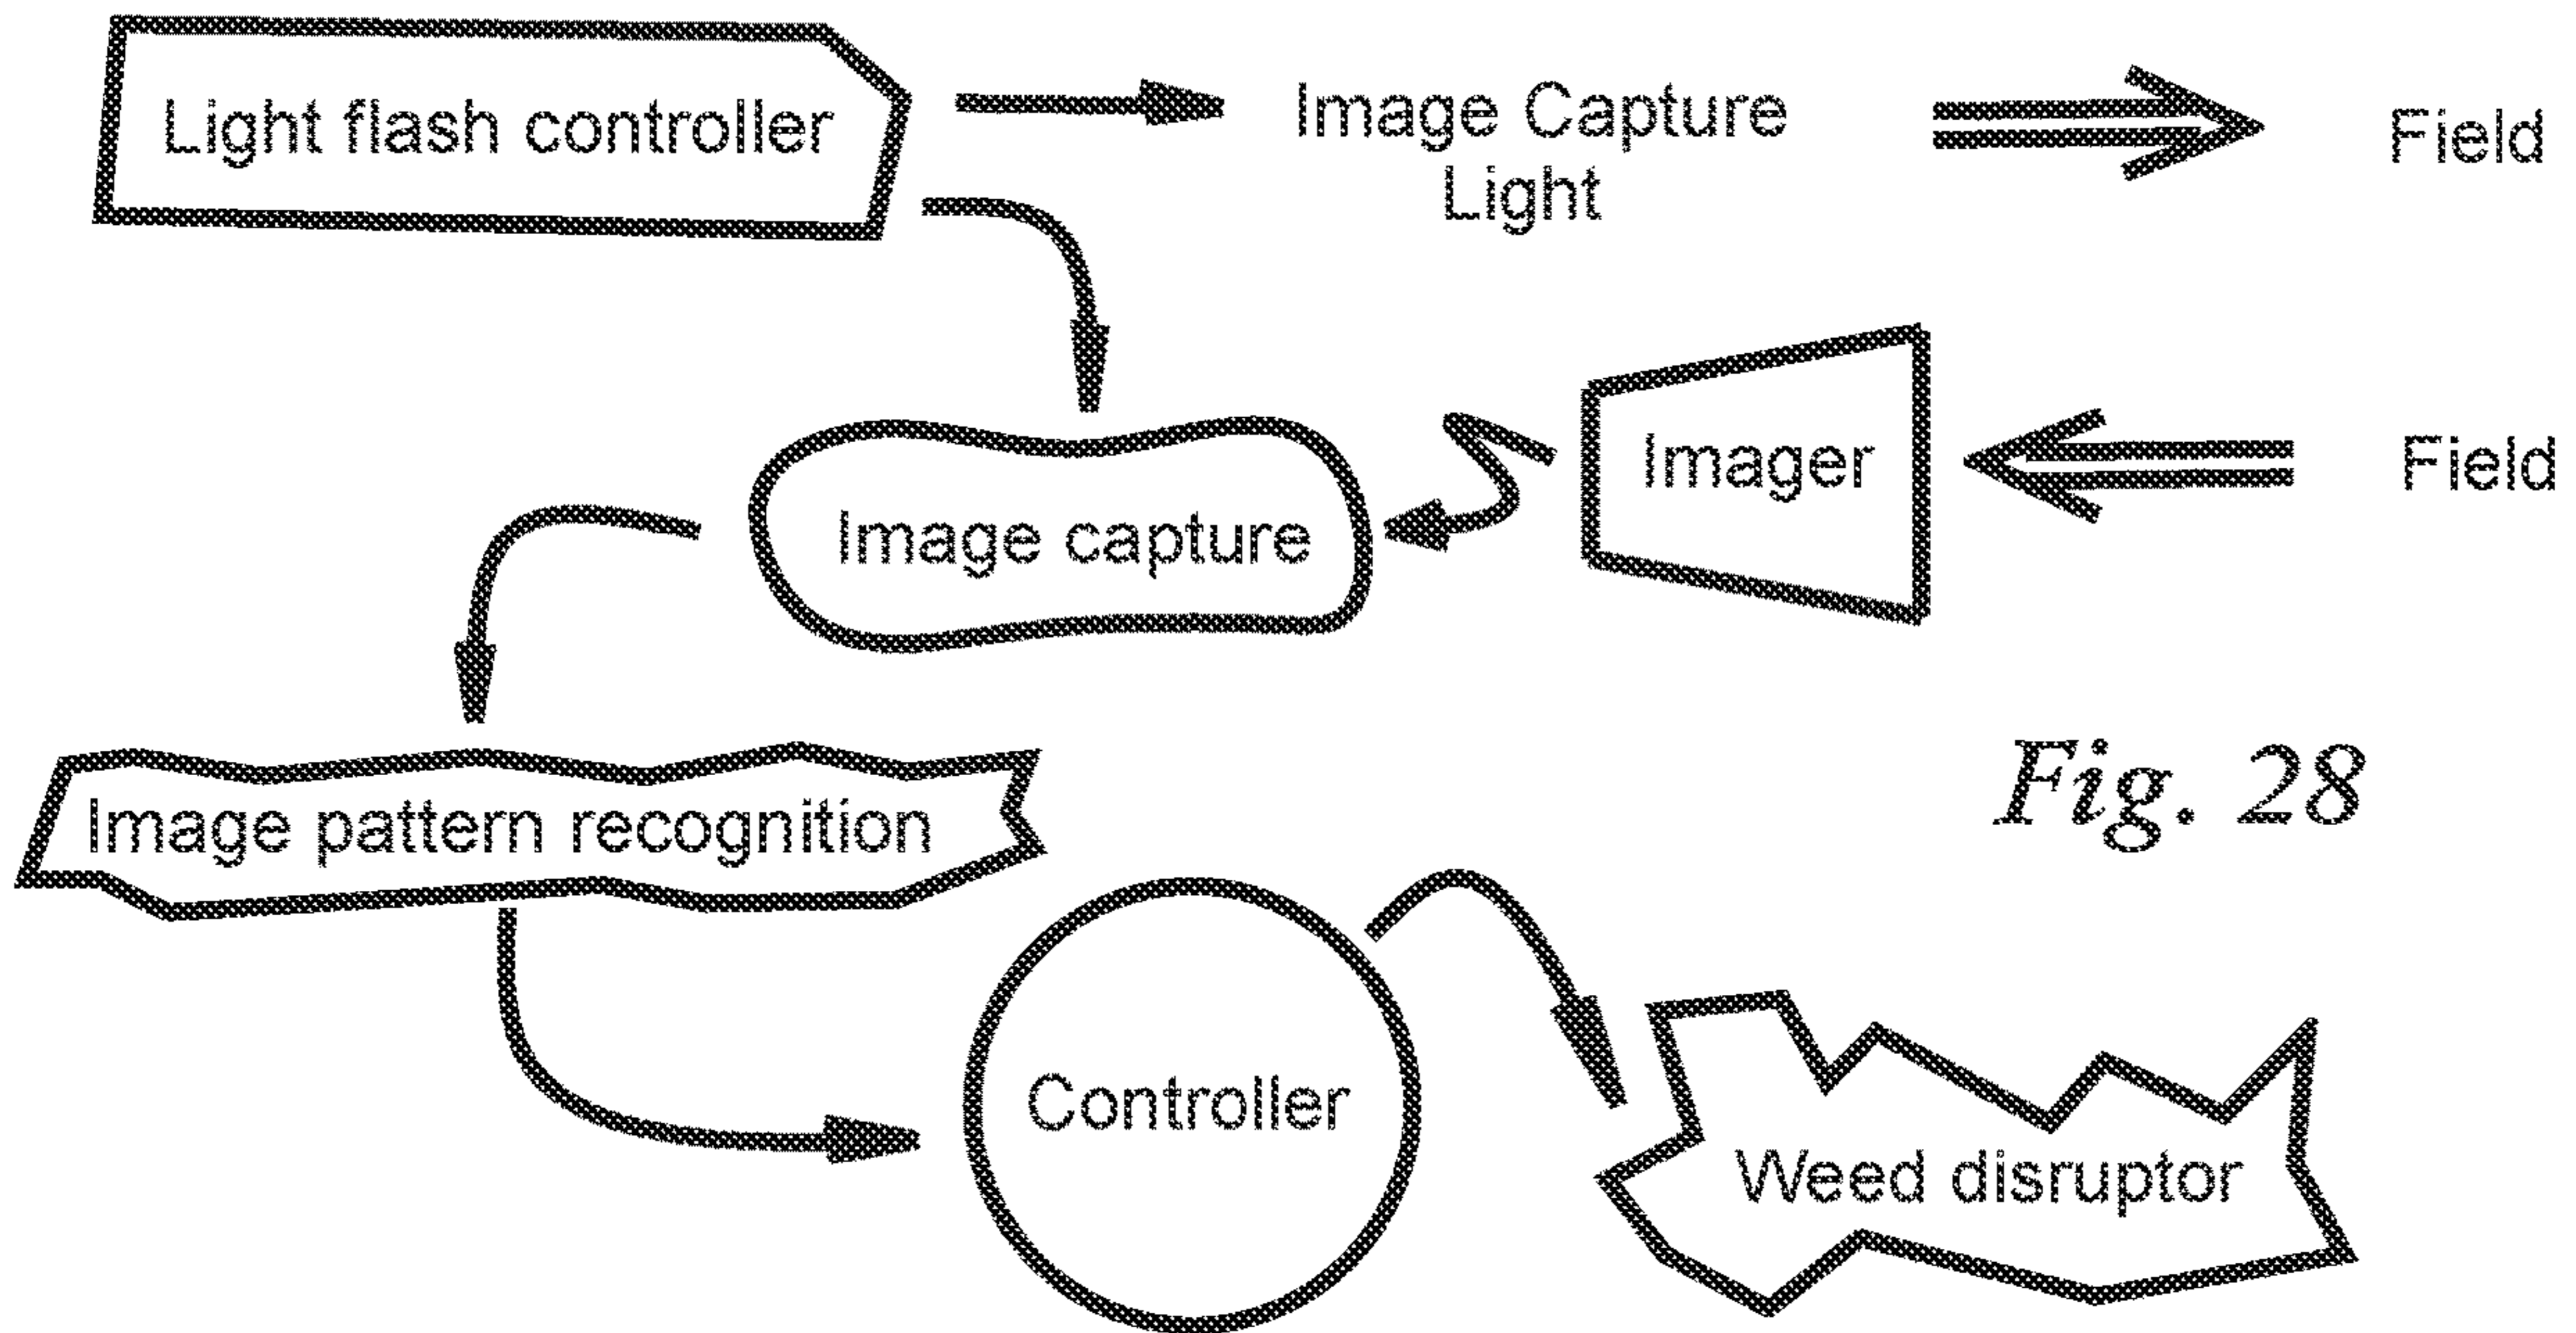 Light flash controller
Image Capture
Light
Field
Imager
Field
Image capture
Image pattern recognition
Fig. 28
Controller
Weed disruptor